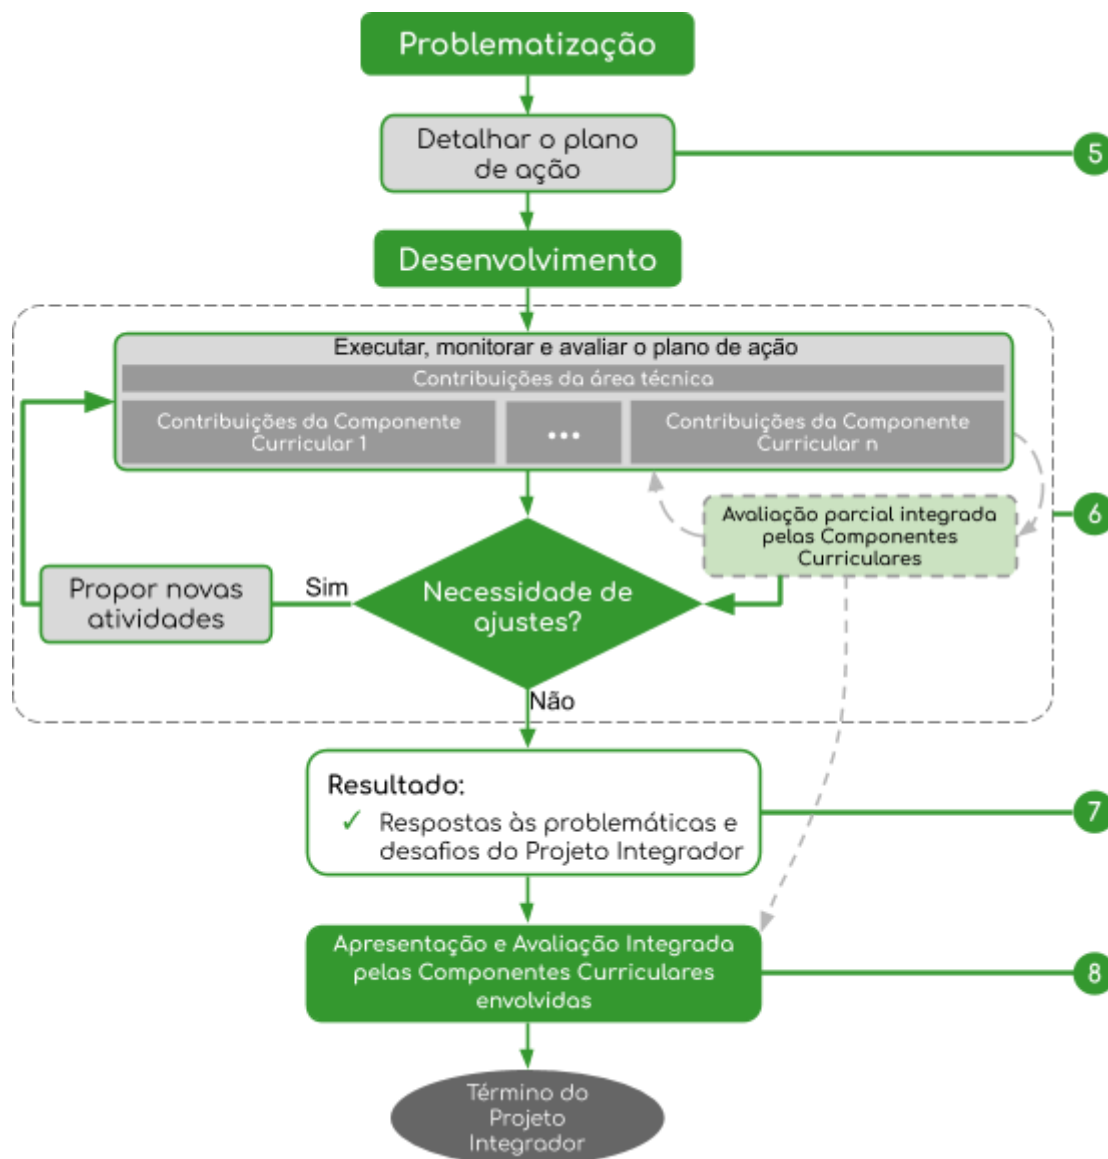 Problematização
Detalhar o plano
de ação
5
Desenvolvimento
Executar, monitorar e avaliar o plano de ação
Contribuições da área técnica
Contribuições da Componente
Curricular 1
...
Contribuições da Componente
Curricular n
Avaliação parcial integrada
pelas Componentes
Curriculares
6
Propor novas
atividades
Sim
Necessidade de
ajustes?
Não
Resultado:
✓ Respostas às problemáticas e
desafios do Projeto Integrador
7
Apresentação e Avaliação Integrada
pelas Componentes Curriculares
envolvidas
8
Término do
Projeto
Integrador